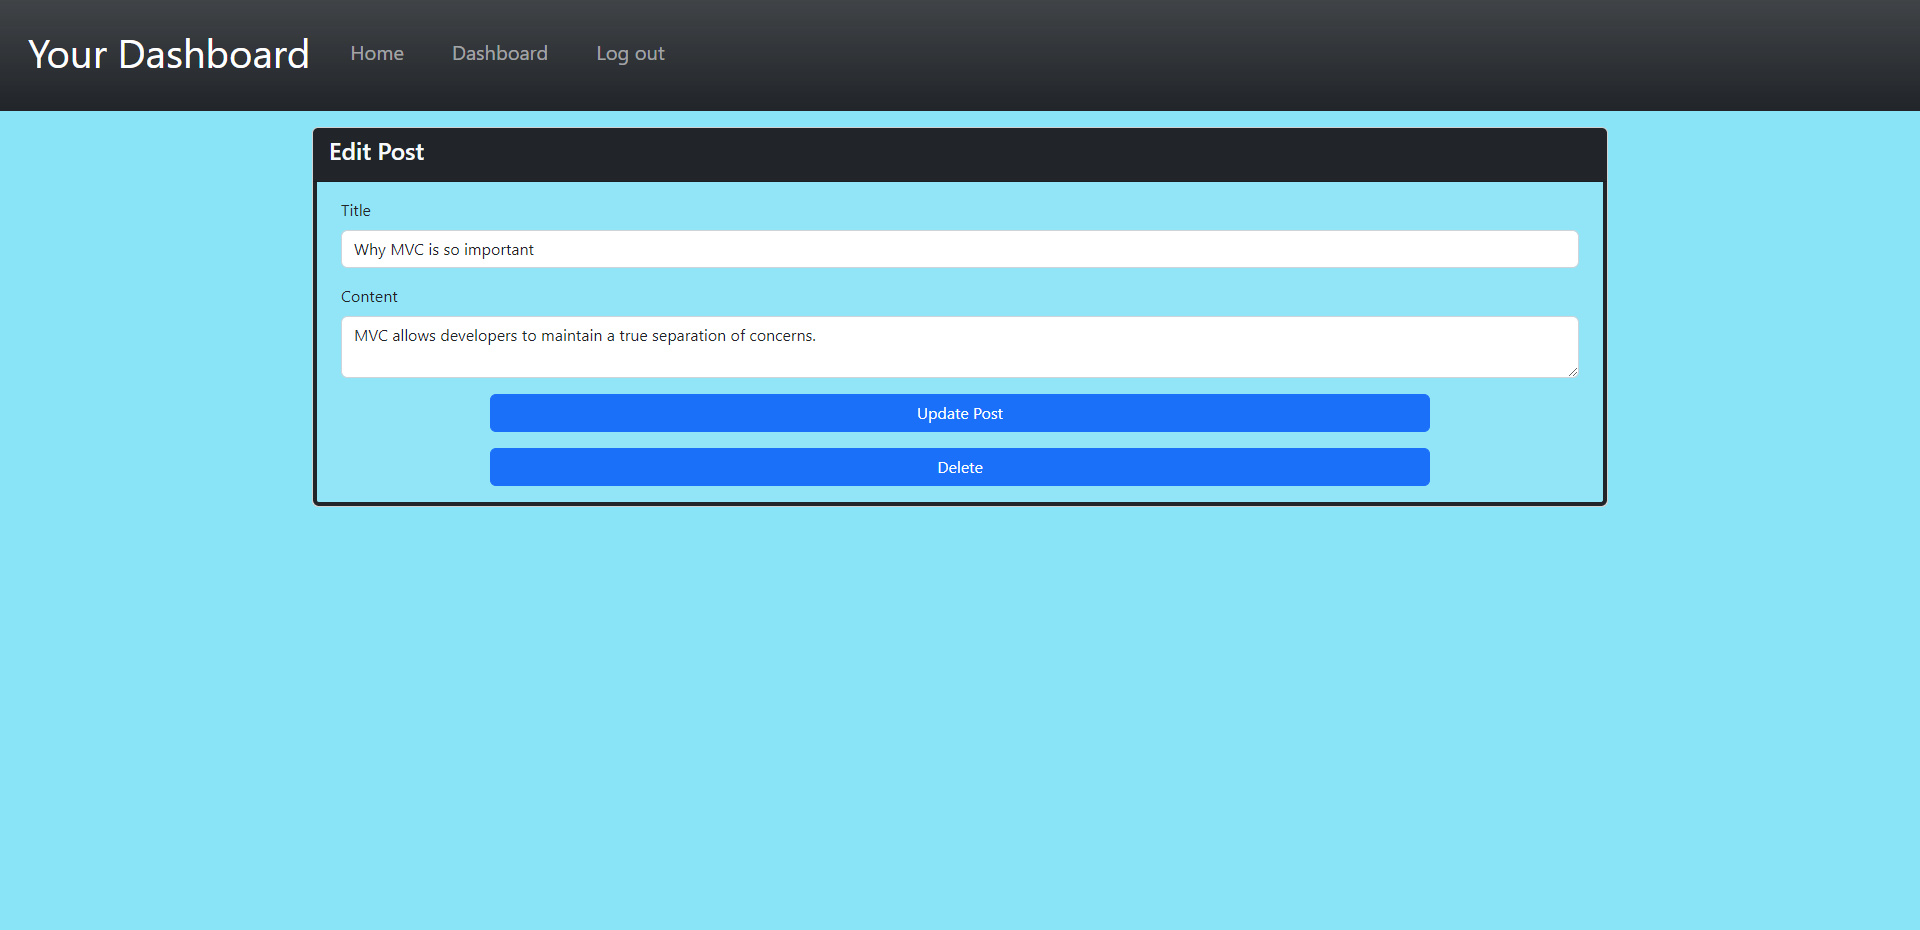 Your Dashboard Home Dashboard Log out
Edit Post
Title
Why MVC is so important
Content
MVC allows developers to maintain a true separation of concerns.
Update Post
Delete